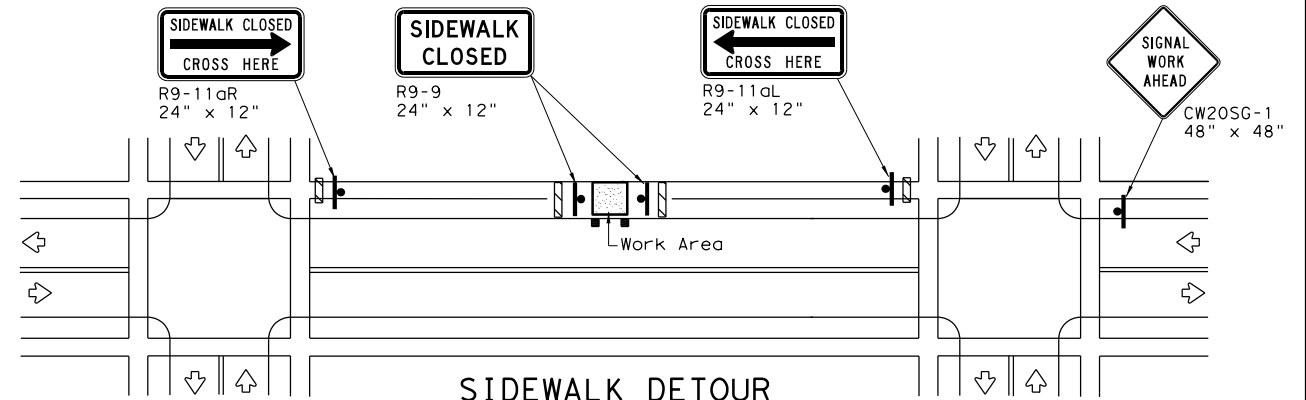 SIDEWALK CLOSED
CROSS HERE
R9-11aR
24" x 12"
SIDEWALK
CLOSED
R9-9
24" x 12"
SIDEWALK CLOSED
CROSS HERE
R9-11aL
24" x 12"
SIGNAL
WORK
AHEAD
CW20SG-1
48" x 48"
Work Area
SIDEWALK DETOUR